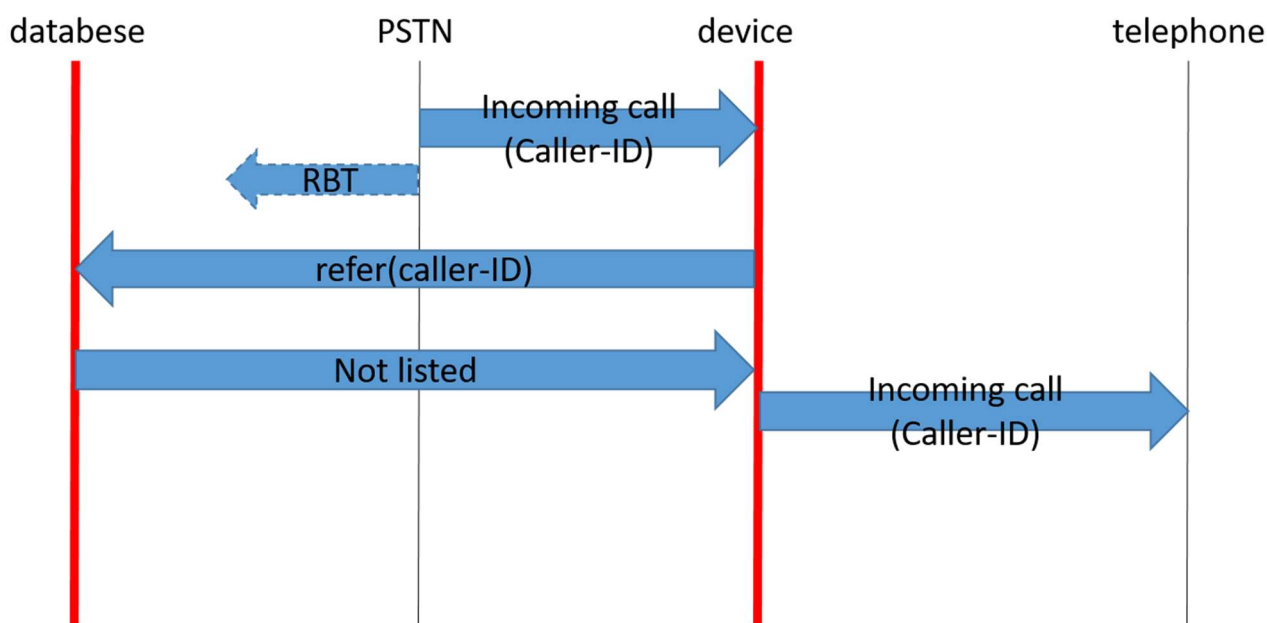 databese
PSTN
device
telephone
Incoming call
(Caller-ID)
RBT
refer(caller-ID)
Not listed
Incoming call
(Caller-ID)